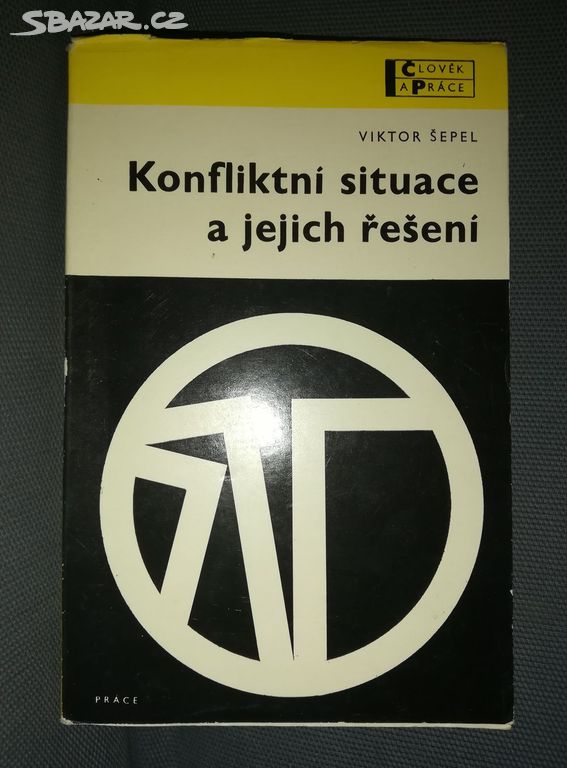 SBAZAR.CZ
ČLOVĚK
A PRÁCE
VIKTOR ŠEPEL
Konfliktní situace
a jejich řešení
PRÁCE